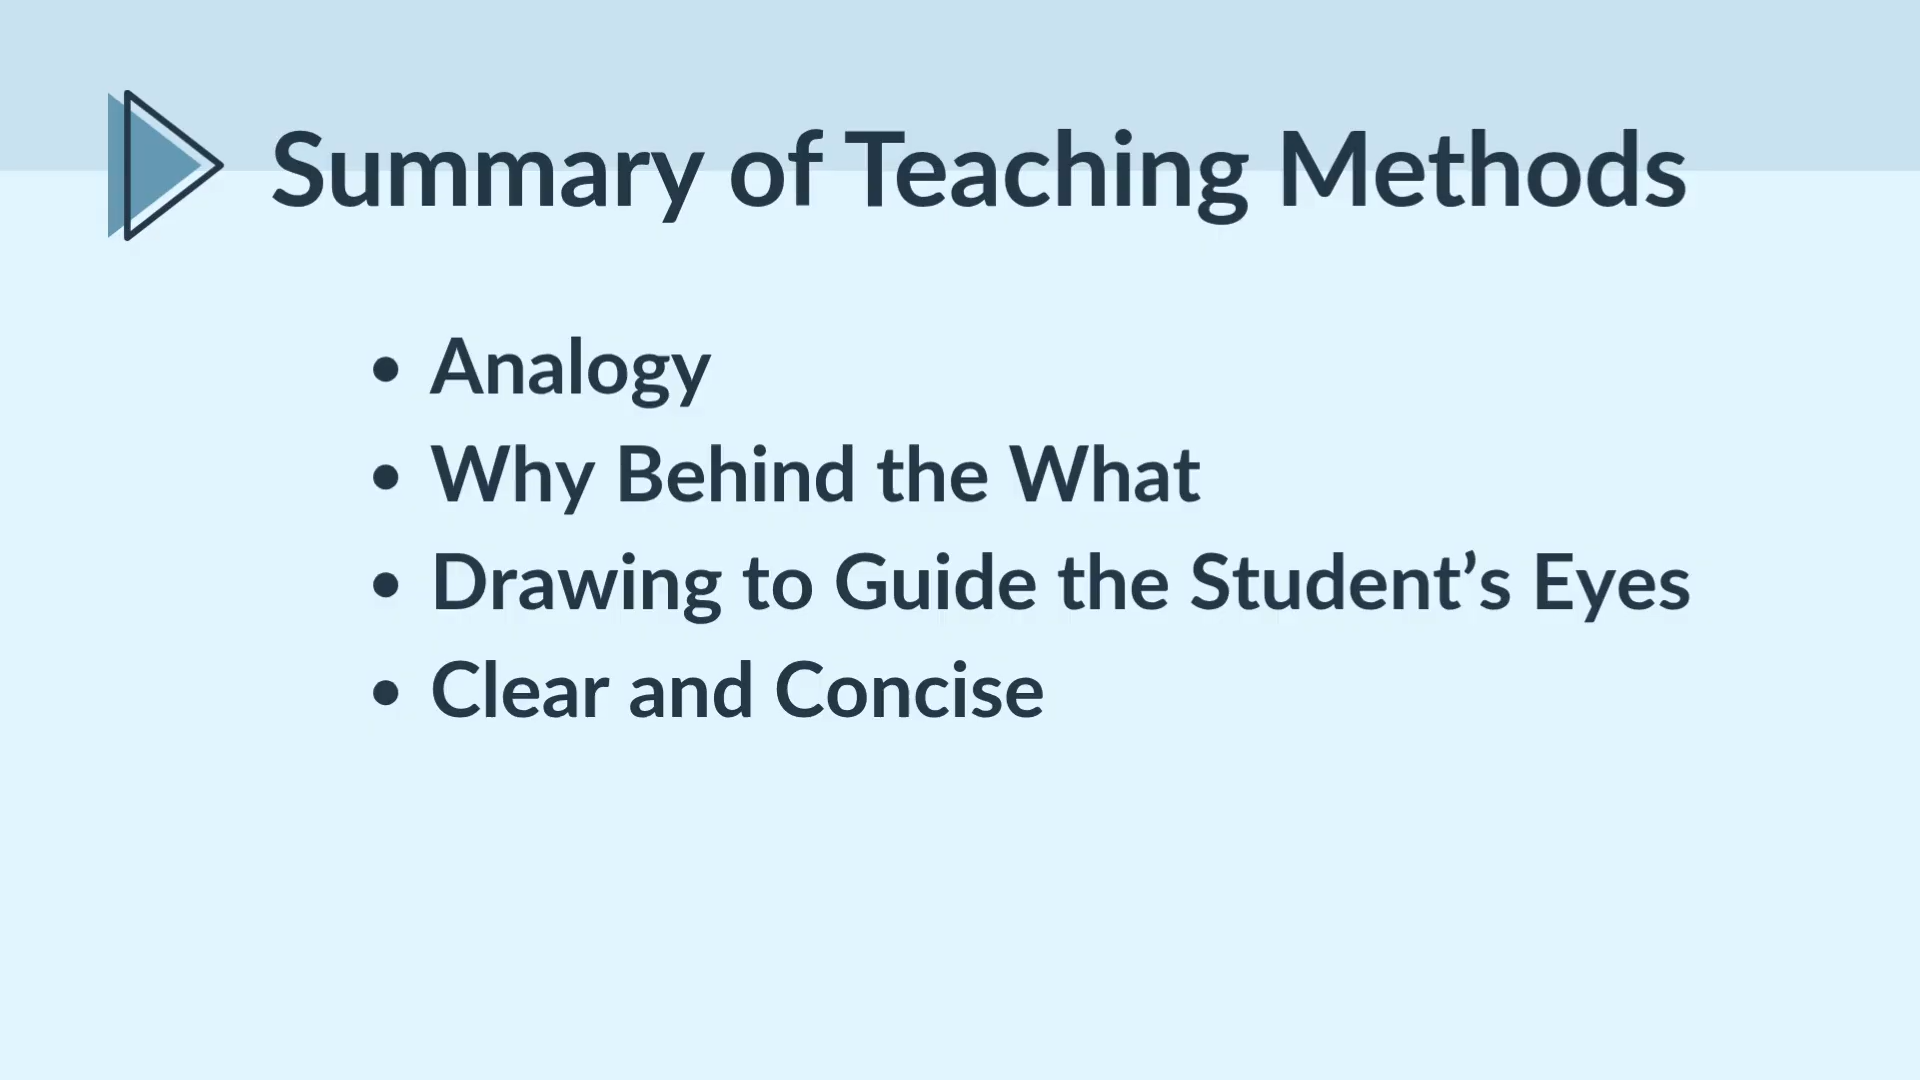 Summary of Teaching Methods
• Analogy
• Why Behind the What
• Drawing to Guide the Student’s Eyes
• Clear and Concise